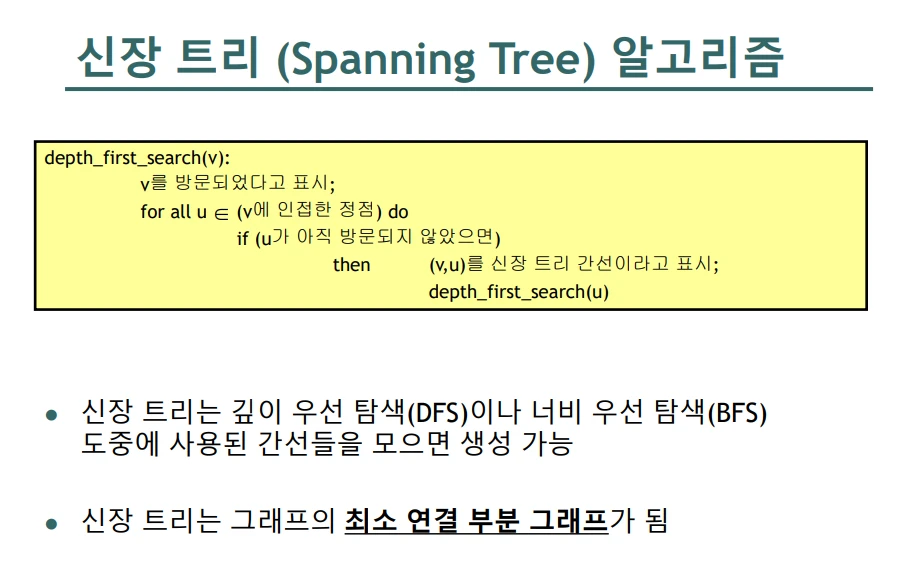 신장 트리 (Spanning Tree) 알고리즘
depth_first_search(v):
v를 방문되었다고 표시;
for all u ∈ (v에 인접한 정점) do
if (u가 아직 방문되지 않았으면)
then (v,u)를 신장 트리 간선이라고 표시;
depth_first_search(u)
● 신장 트리는 깊이 우선 탐색(DFS)이나 너비 우선 탐색(BFS)
도중에 사용된 간선들을 모으면 생성 가능
● 신장 트리는 그래프의 최소 연결 부분 그래프가 됨